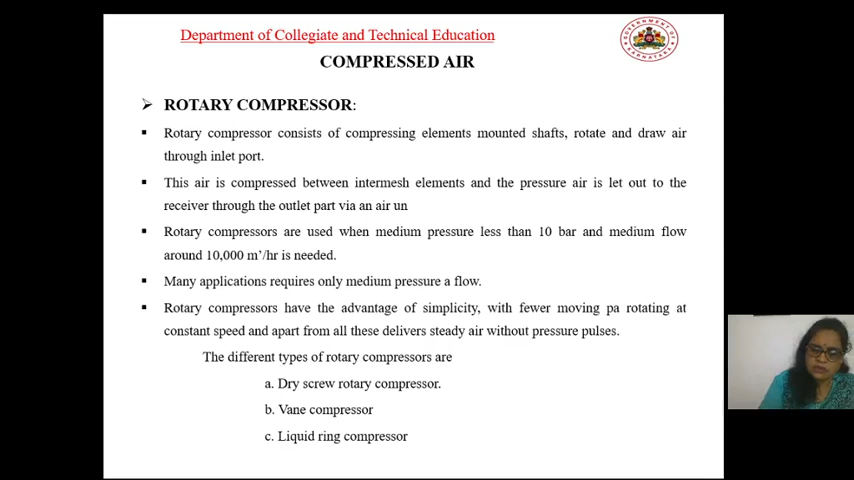 Department of Collegiate and Technical Education
COMPRESSED AIR
➢ ROTARY COMPRESSOR:
▪ Rotary compressor consists of compressing elements mounted shafts, rotate and draw air
through inlet port.
▪ This air is compressed between intermesh elements and the pressure air is let out to the
receiver through the outlet part via an air un
▪ Rotary compressors are used when medium pressure less than 10 bar and medium flow
around 10,000 m’/hr is needed.
▪ Many applications requires only medium pressure a flow.
▪ Rotary compressors have the advantage of simplicity, with fewer moving pa rotating at
constant speed and apart from all these delivers steady air without pressure pulses.
The different types of rotary compressors are
a. Dry screw rotary compressor.
b. Vane compressor
c. Liquid ring compressor